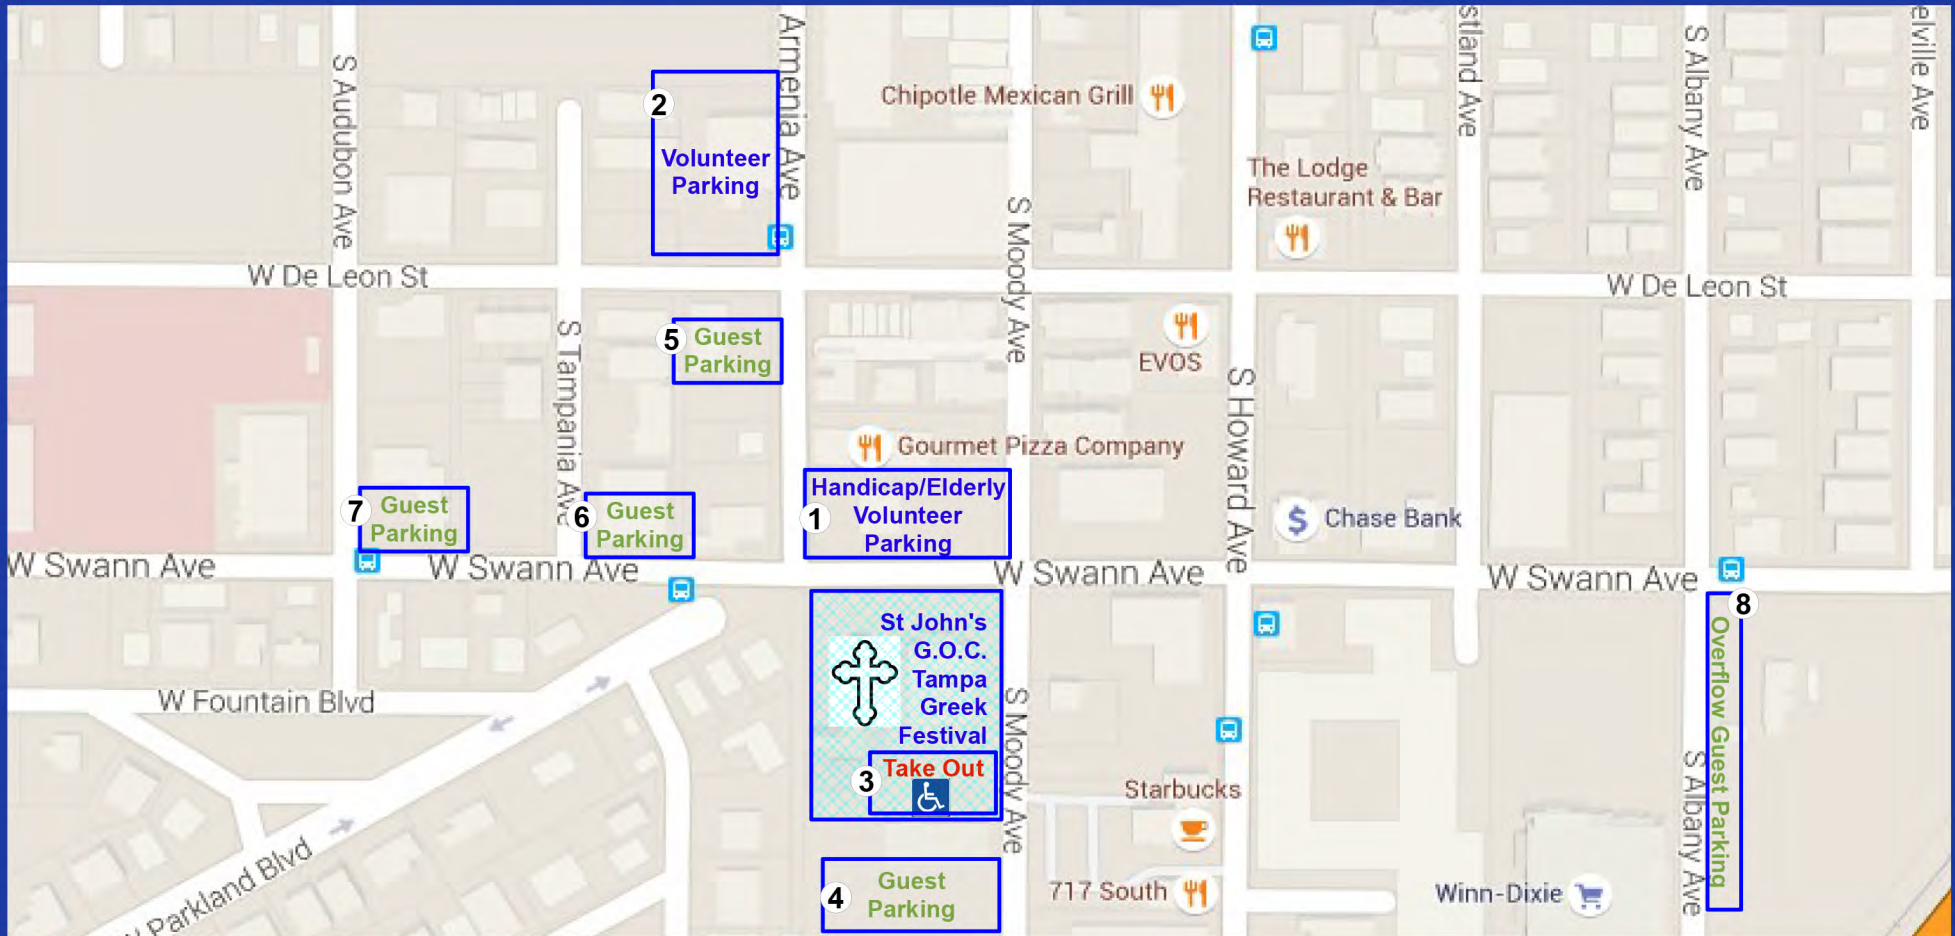 Armenia Ave
stland Ave
elville Ave
S Audubon Ave
S Albany Ave
Chipotle Mexican Grill
2
Volunteer
Parking
The Lodge
Restaurant & Bar
S Moody Ave
W De Leon St
W De Leon St
5
Guest
Parking
S Tampania Ave
EVOS
S Howard Ave
Gourmet Pizza Company
7
Guest
Parking
6
Guest
Parking
1
Handicap/Elderly
Volunteer
Parking
$
Chase Bank
W Swann Ave
W Swann Ave
W Swann Ave
W Swann Ave
8
Overflow Guest Parking
St John's
G.O.C.
Tampa
Greek
Festival
S Moody Ave
W Fountain Blvd
3
Take Out
Starbucks
S Albany Ave
W Parkland Blvd
4
Guest
Parking
717 South
Winn-Dixie